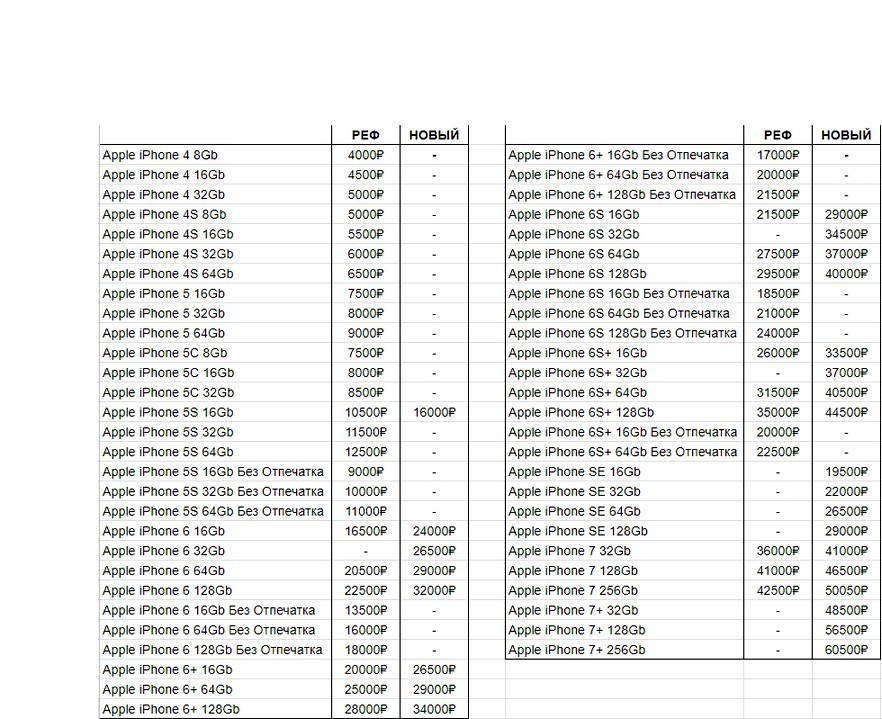 РЕФ НОВЫЙ
Apple iPhone 4 8Gb 4000₽ -
Apple iPhone 4 16Gb 4500₽ -
Apple iPhone 4 32Gb 5000₽ -
Apple iPhone 4S 8Gb 5000₽ -
Apple iPhone 4S 16Gb 5500₽ -
Apple iPhone 4S 32Gb 6000₽ -
Apple iPhone 4S 64Gb 6500₽ -
Apple iPhone 5 16Gb 7500₽ -
Apple iPhone 5 32Gb 8000₽ -
Apple iPhone 5 64Gb 9000₽ -
Apple iPhone 5C 8Gb 7500₽ -
Apple iPhone 5C 16Gb 8000₽ -
Apple iPhone 5C 32Gb 8500₽ -
Apple iPhone 5S 16Gb 10500₽ 16000₽
Apple iPhone 5S 32Gb 11500₽ -
Apple iPhone 5S 64Gb 12500₽ -
Apple iPhone 5S 16Gb Без Отпечатка 9000₽ -
Apple iPhone 5S 32Gb Без Отпечатка 10000₽ -
Apple iPhone 5S 64Gb Без Отпечатка 11000₽ -
Apple iPhone 6 16Gb 16500₽ 24000₽
Apple iPhone 6 32Gb - 26500₽
Apple iPhone 6 64Gb 20500₽ 29000₽
Apple iPhone 6 128Gb 22500₽ 32000₽
Apple iPhone 6 16Gb Без Отпечатка 13500₽ -
Apple iPhone 6 64Gb Без Отпечатка 16000₽ -
Apple iPhone 6 128Gb Без Отпечатка 18000₽ -
Apple iPhone 6+ 16Gb 20000₽ 26500₽
Apple iPhone 6+ 64Gb 25000₽ 29000₽
Apple iPhone 6+ 128Gb 28000₽ 34000₽
РЕФ НОВЫЙ
Apple iPhone 6+ 16Gb Без Отпечатка 17000₽ -
Apple iPhone 6+ 64Gb Без Отпечатка 20000₽ -
Apple iPhone 6+ 128Gb Без Отпечатка 21500₽ -
Apple iPhone 6S 16Gb 21500₽ 29000₽
Apple iPhone 6S 32Gb - 34500₽
Apple iPhone 6S 64Gb 27500₽ 37000₽
Apple iPhone 6S 128Gb 29500₽ 40000₽
Apple iPhone 6S 16Gb Без Отпечатка 18500₽ -
Apple iPhone 6S 64Gb Без Отпечатка 21000₽ -
Apple iPhone 6S 128Gb Без Отпечатка 24000₽ -
Apple iPhone 6S+ 16Gb 26000₽ 33500₽
Apple iPhone 6S+ 32Gb - 37000₽
Apple iPhone 6S+ 64Gb 31500₽ 40500₽
Apple iPhone 6S+ 128Gb 35000₽ 44500₽
Apple iPhone 6S+ 16Gb Без Отпечатка 20000₽ -
Apple iPhone 6S+ 64Gb Без Отпечатка 22500₽ -
Apple iPhone SE 16Gb - 19500₽
Apple iPhone SE 32Gb - 22000₽
Apple iPhone SE 64Gb - 26500₽
Apple iPhone SE 128Gb - 29000₽
Apple iPhone 7 32Gb 36000₽ 41000₽
Apple iPhone 7 128Gb 41000₽ 46500₽
Apple iPhone 7 256Gb 42500₽ 50050₽
Apple iPhone 7+ 32Gb - 48500₽
Apple iPhone 7+ 128Gb - 56500₽
Apple iPhone 7+ 256Gb - 60500₽